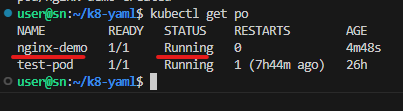 user@sn:~/k8-yaml$ kubectl get po
NAME READY STATUS RESTARTS AGE
nginx-demo 1/1 Running 0 4m48s
test-pod 1/1 Running 1 (7h44m ago) 26h
user@sn:~/k8-yaml$